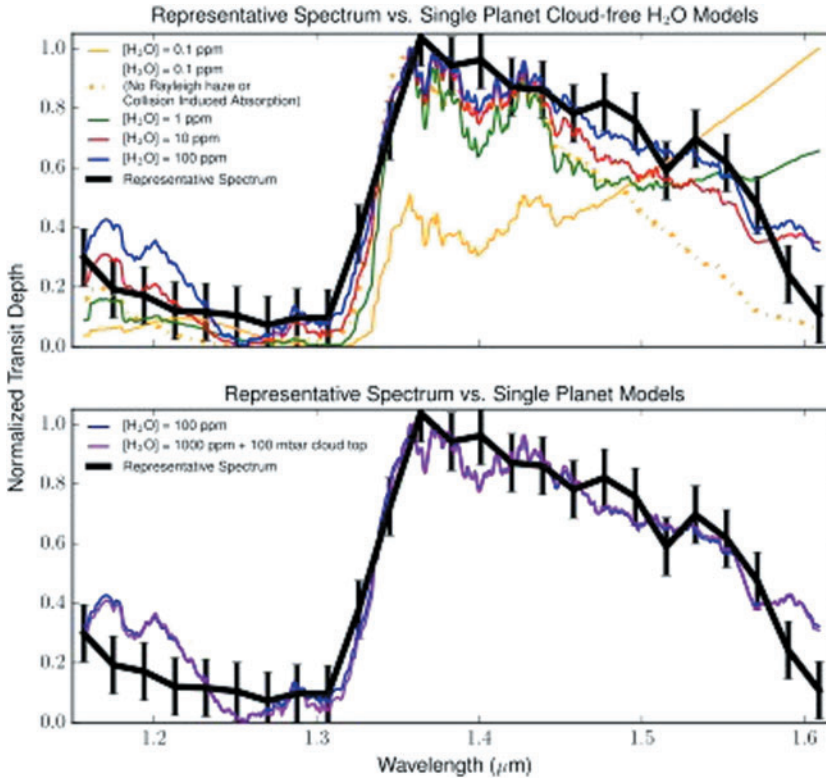 Representative Spectrum vs. Single Planet Cloud-free H₂O Models
[H₂O] = 0.1 ppm
[H₂O] = 0.1 ppm
(No Rayleigh haze or
Collision Induced Absorption)
[H₂O] = 1 ppm
[H₂O] = 10 ppm
[H₂O] = 100 ppm
Representative Spectrum
1.0
0.8
0.6
0.4
0.2
0.0
Normalized Transit Depth
Representative Spectrum vs. Single Planet Models
[H₂O] = 100 ppm
[H₂O] = 1000 ppm + 100 mbar cloud top
Representative Spectrum
1.0
0.8
0.6
0.4
0.2
0.0
1.2 1.3 1.4 1.5 1.6
Wavelength (μm)